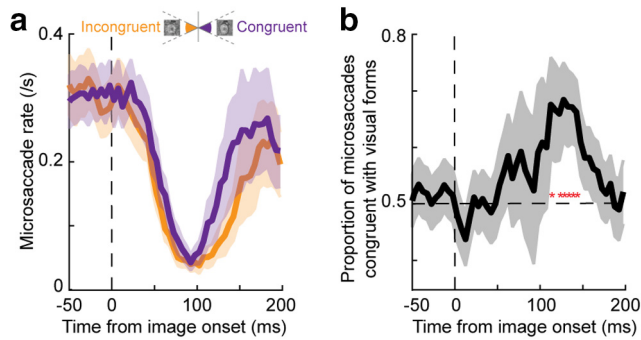 a
Incongruent
Congruent
0.4
0.2
0
Microsaccade rate (/s)
-50 0 50 100 200
Time from image onset (ms)
b
0.8
0.5
Proportion of microsaccades
congruent with visual forms
* *****
-50 0 50 100 200
Time from image onset (ms)